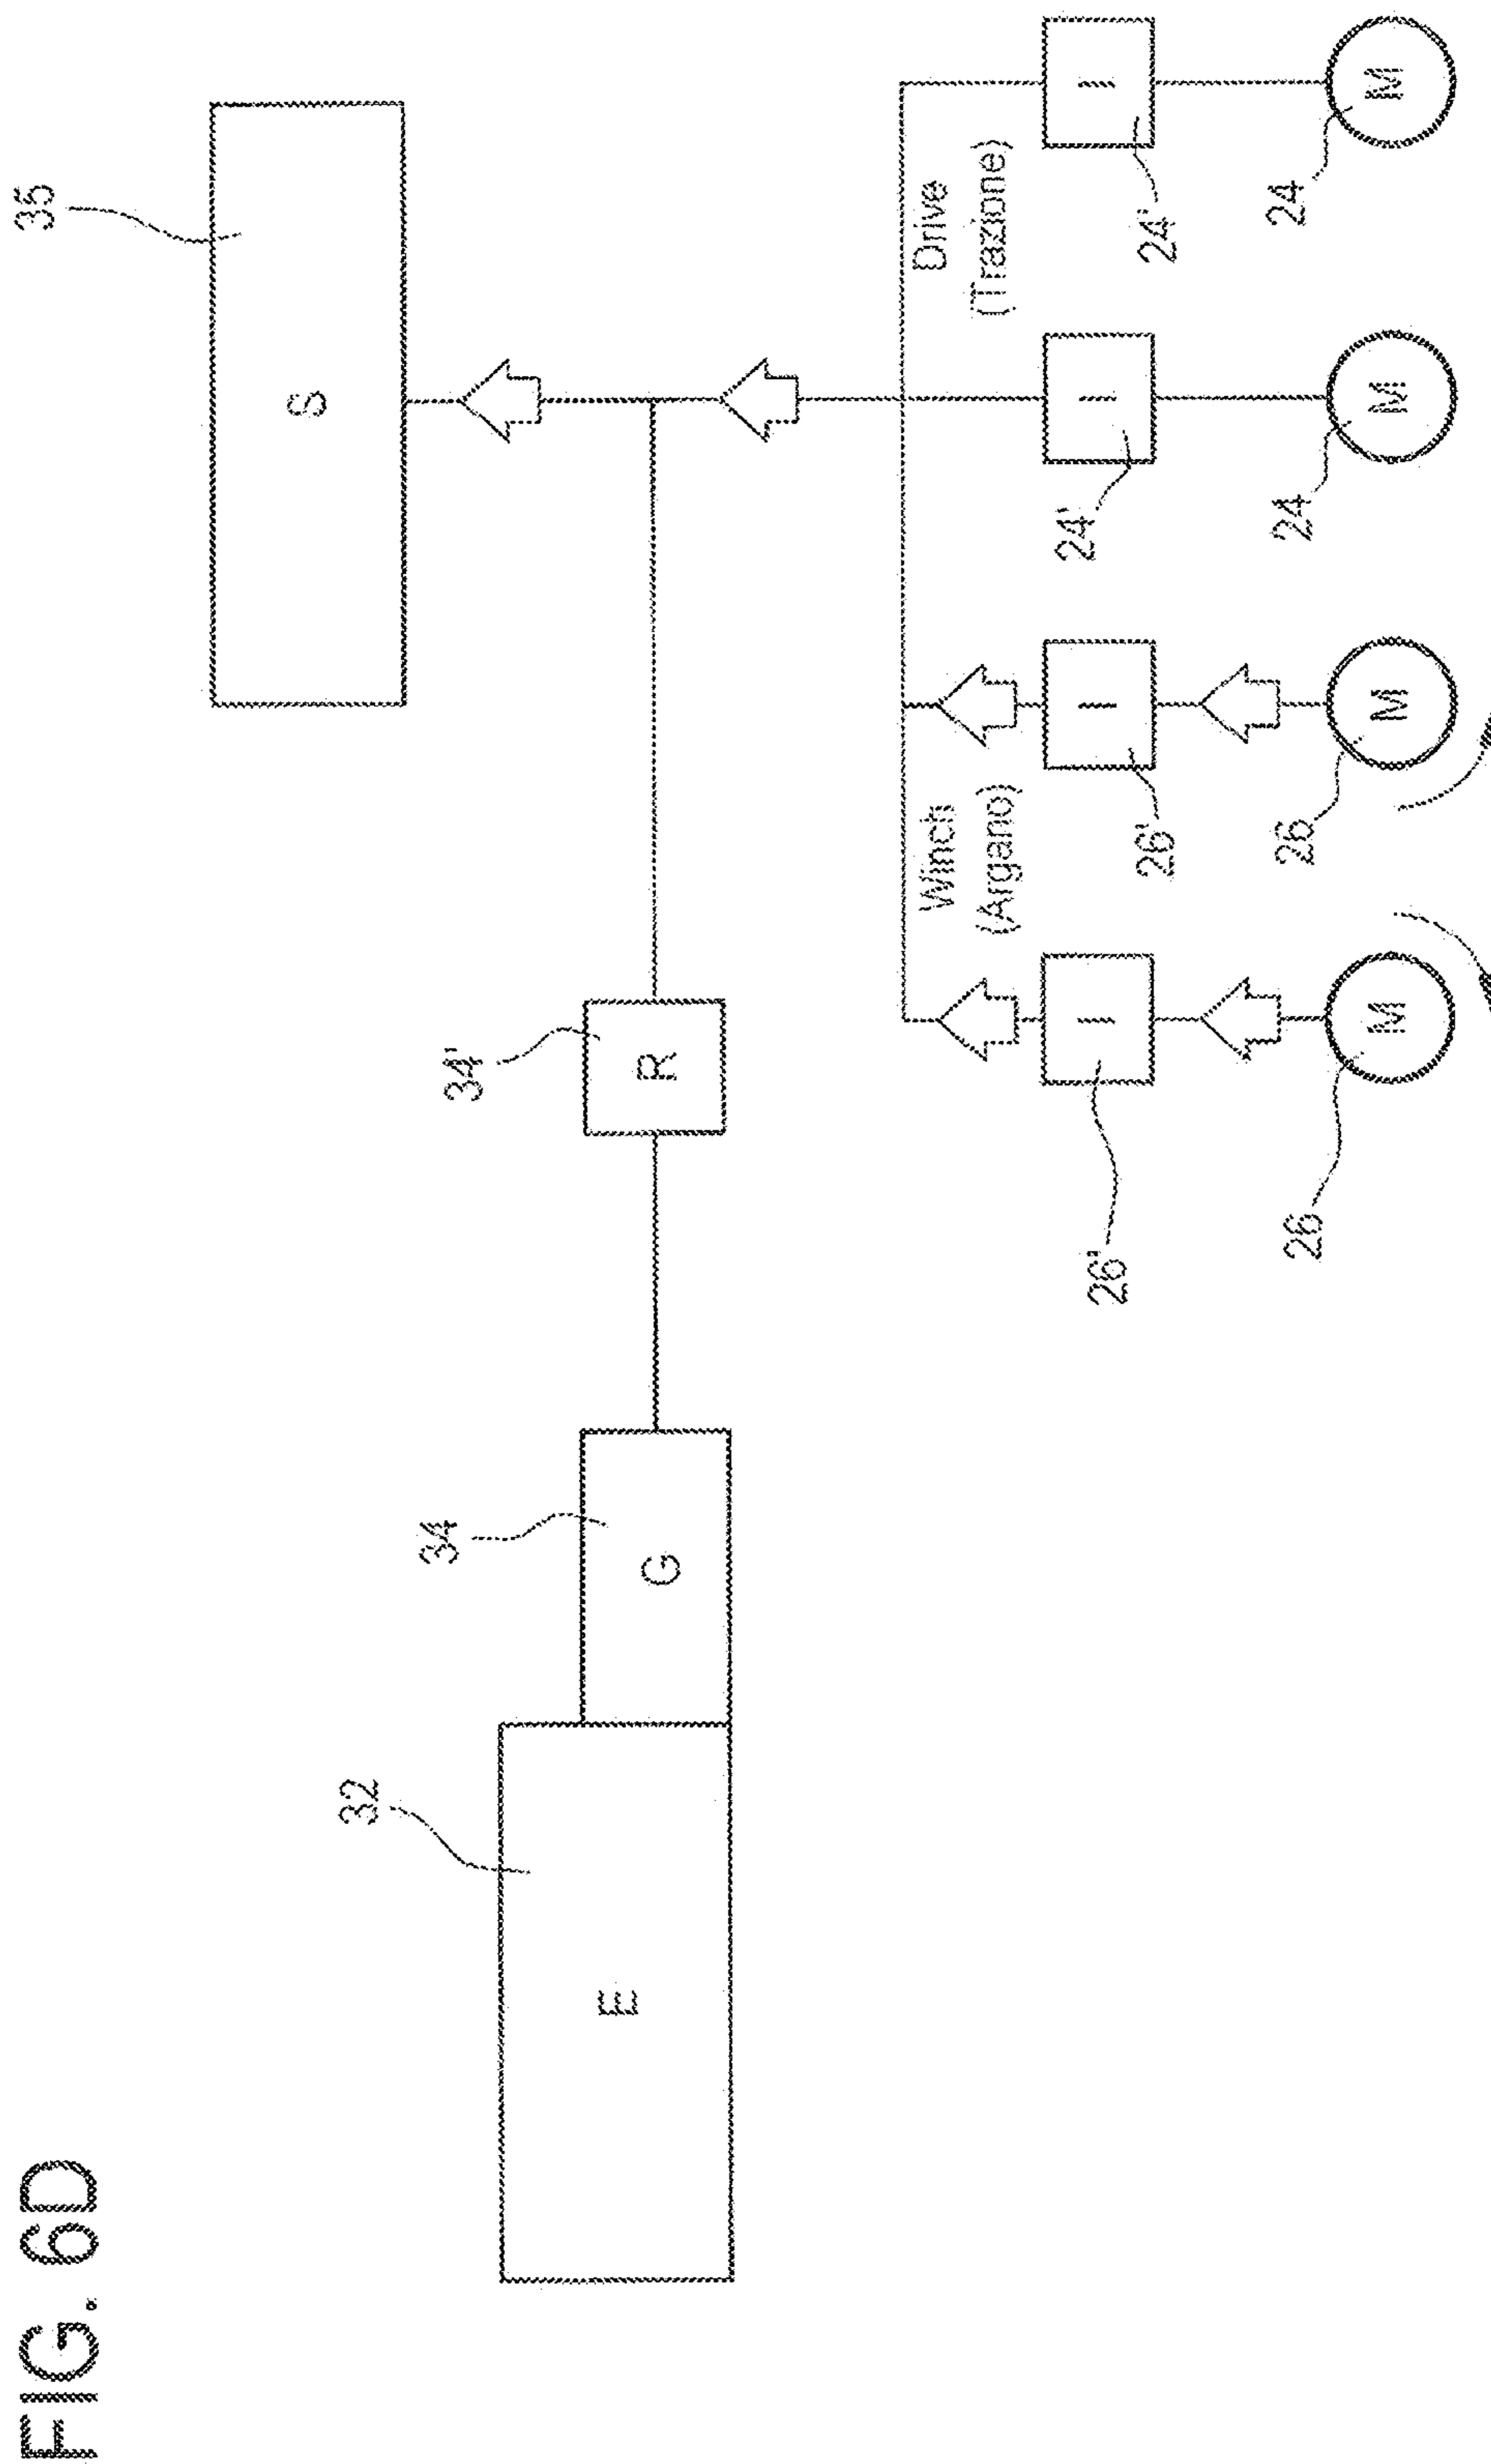 FIG. 6D
35
S
32
34
34'
E
G
R
Winch
(Argano)
Drive
(Trazione)
I
I
I
I
26'
26'
24'
24'
26
26
24
24
M
M
M
M